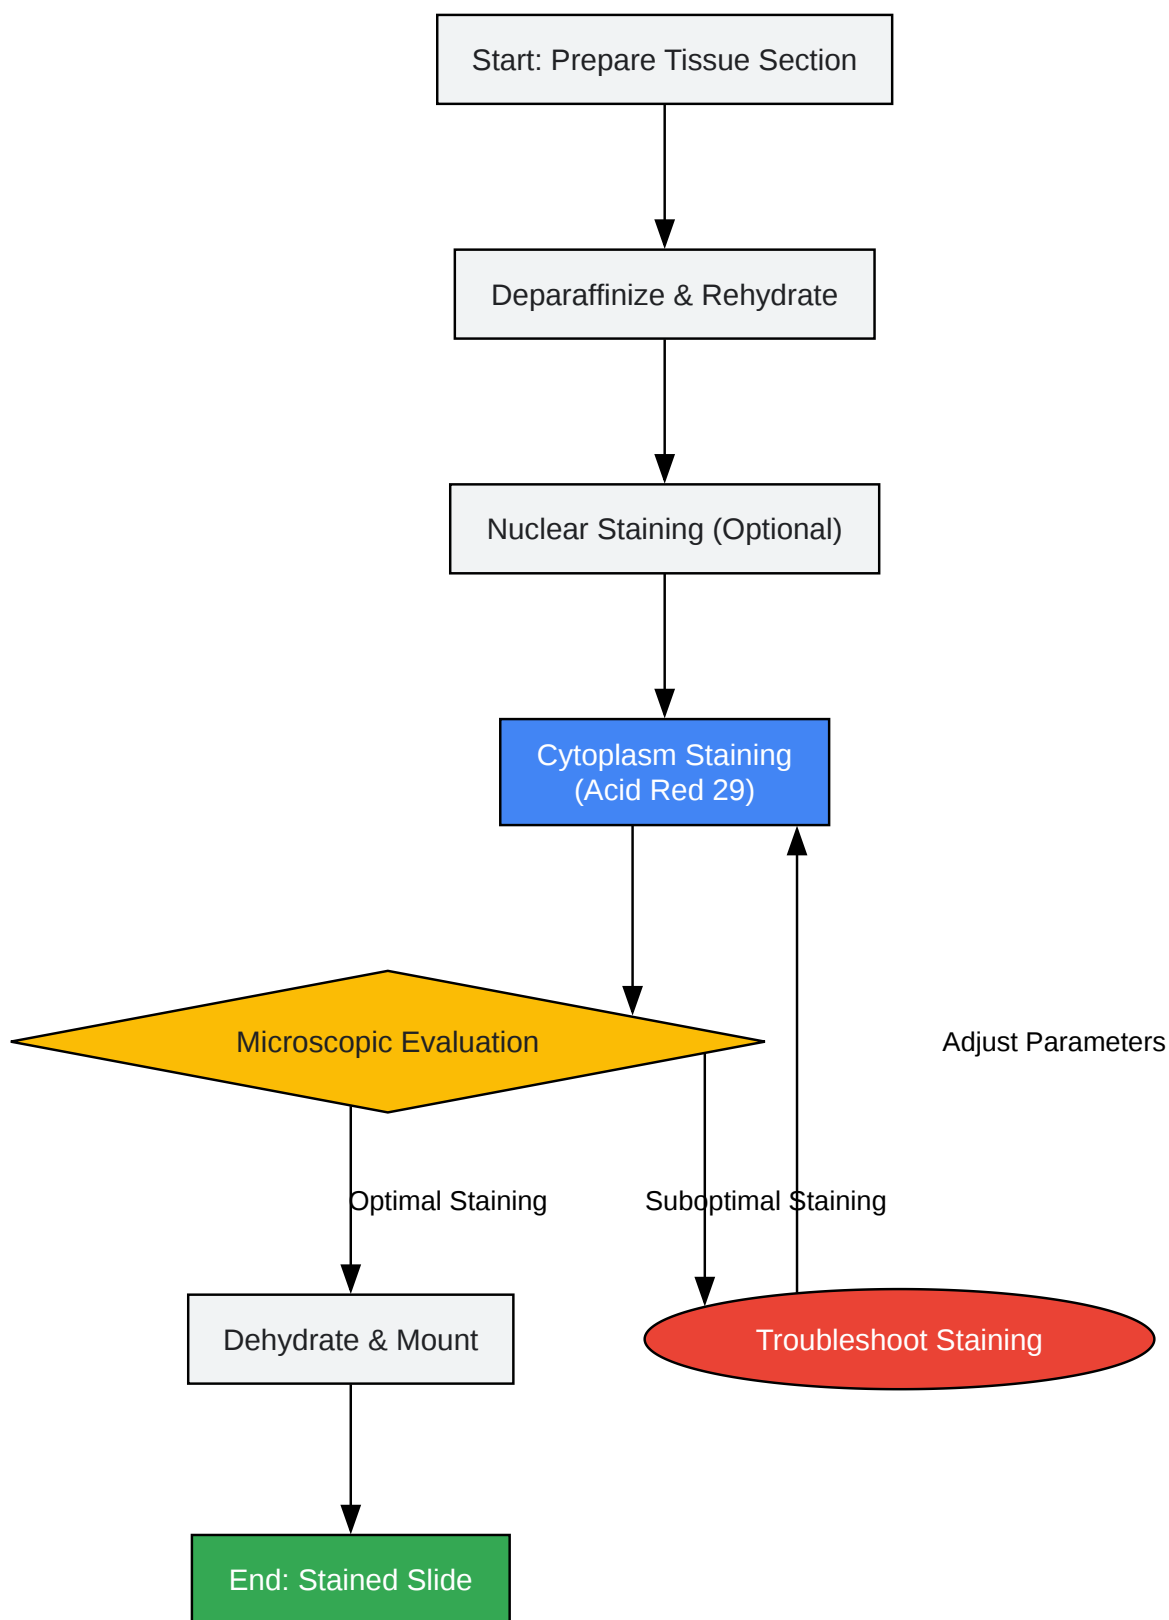 Start: Prepare Tissue Section
Deparaffinize & Rehydrate
Nuclear Staining (Optional)
Cytoplasm Staining
(Acid Red 29)
Microscopic Evaluation
Adjust Parameters
Optimal Staining
Suboptimal Staining
Dehydrate & Mount
Troubleshoot Staining
End: Stained Slide